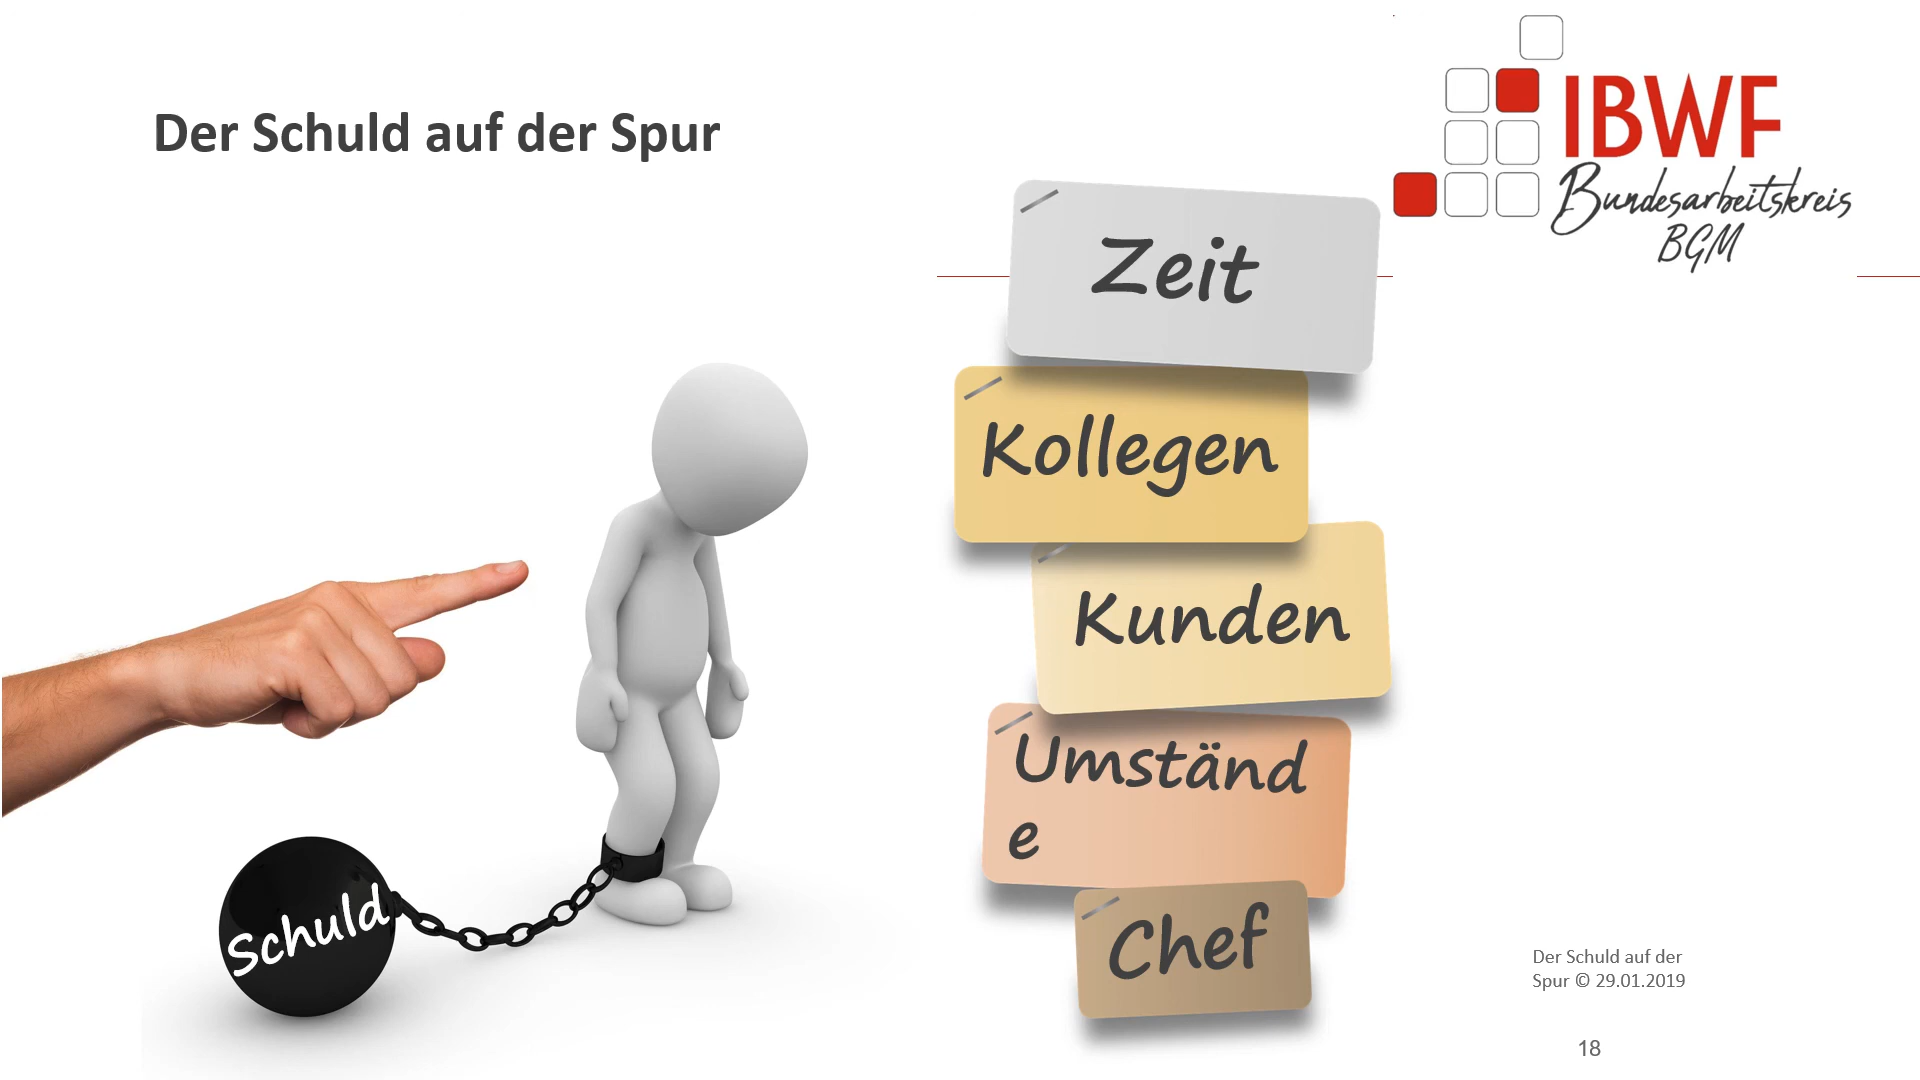 Der Schuld auf der Spur
IBWF
Bundesarbeitskreis
BGM
Zeit
Kollegen
Kunden
Umständ
e
Chef
Schuld
Der Schuld auf der
Spur © 29.01.2019
18